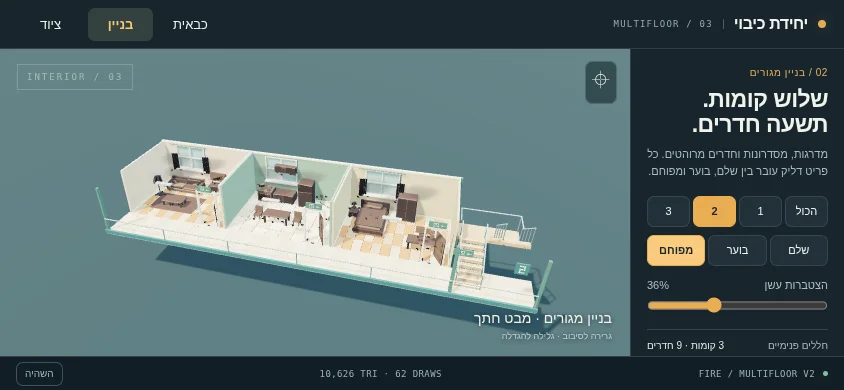 יחידת כיבוי | MULTIFLOOR / 03
כבאית
בניין
ציוד
02 / בניין מגורים
שלוש קומות.
תשעה חדרים.
מדרגות, מסדרונות וחדרים מרוהטים. כל
פריט דליק עובר בין שלם, בוער ומפוחם.
הכול
1
2
3
שלם
בוער
מפוחם
הצטברות עשן
36%
חללים פנימיים
3 קומות · 9 חדרים
INTERIOR / 03
בניין מגורים · מבט חתך
גרירה לסיבוב · גלילה להגדלה
FIRE / MULTIFLOOR V2
10,626 TRI · 62 DRAWS
השהיה